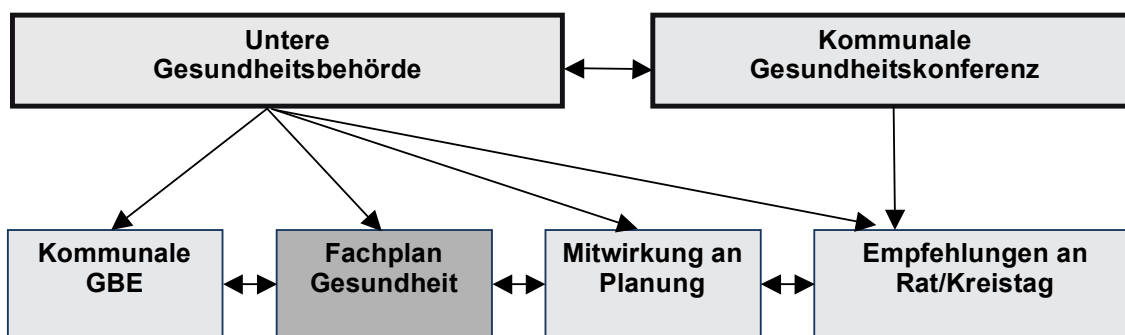 Untere
Gesundheitsbehörde
Kommunale
Gesundheitskonferenz
Kommunale
GBE
Fachplan
Gesundheit
Mitwirkung an
Planung
Empfehlungen an
Rat/Kreistag